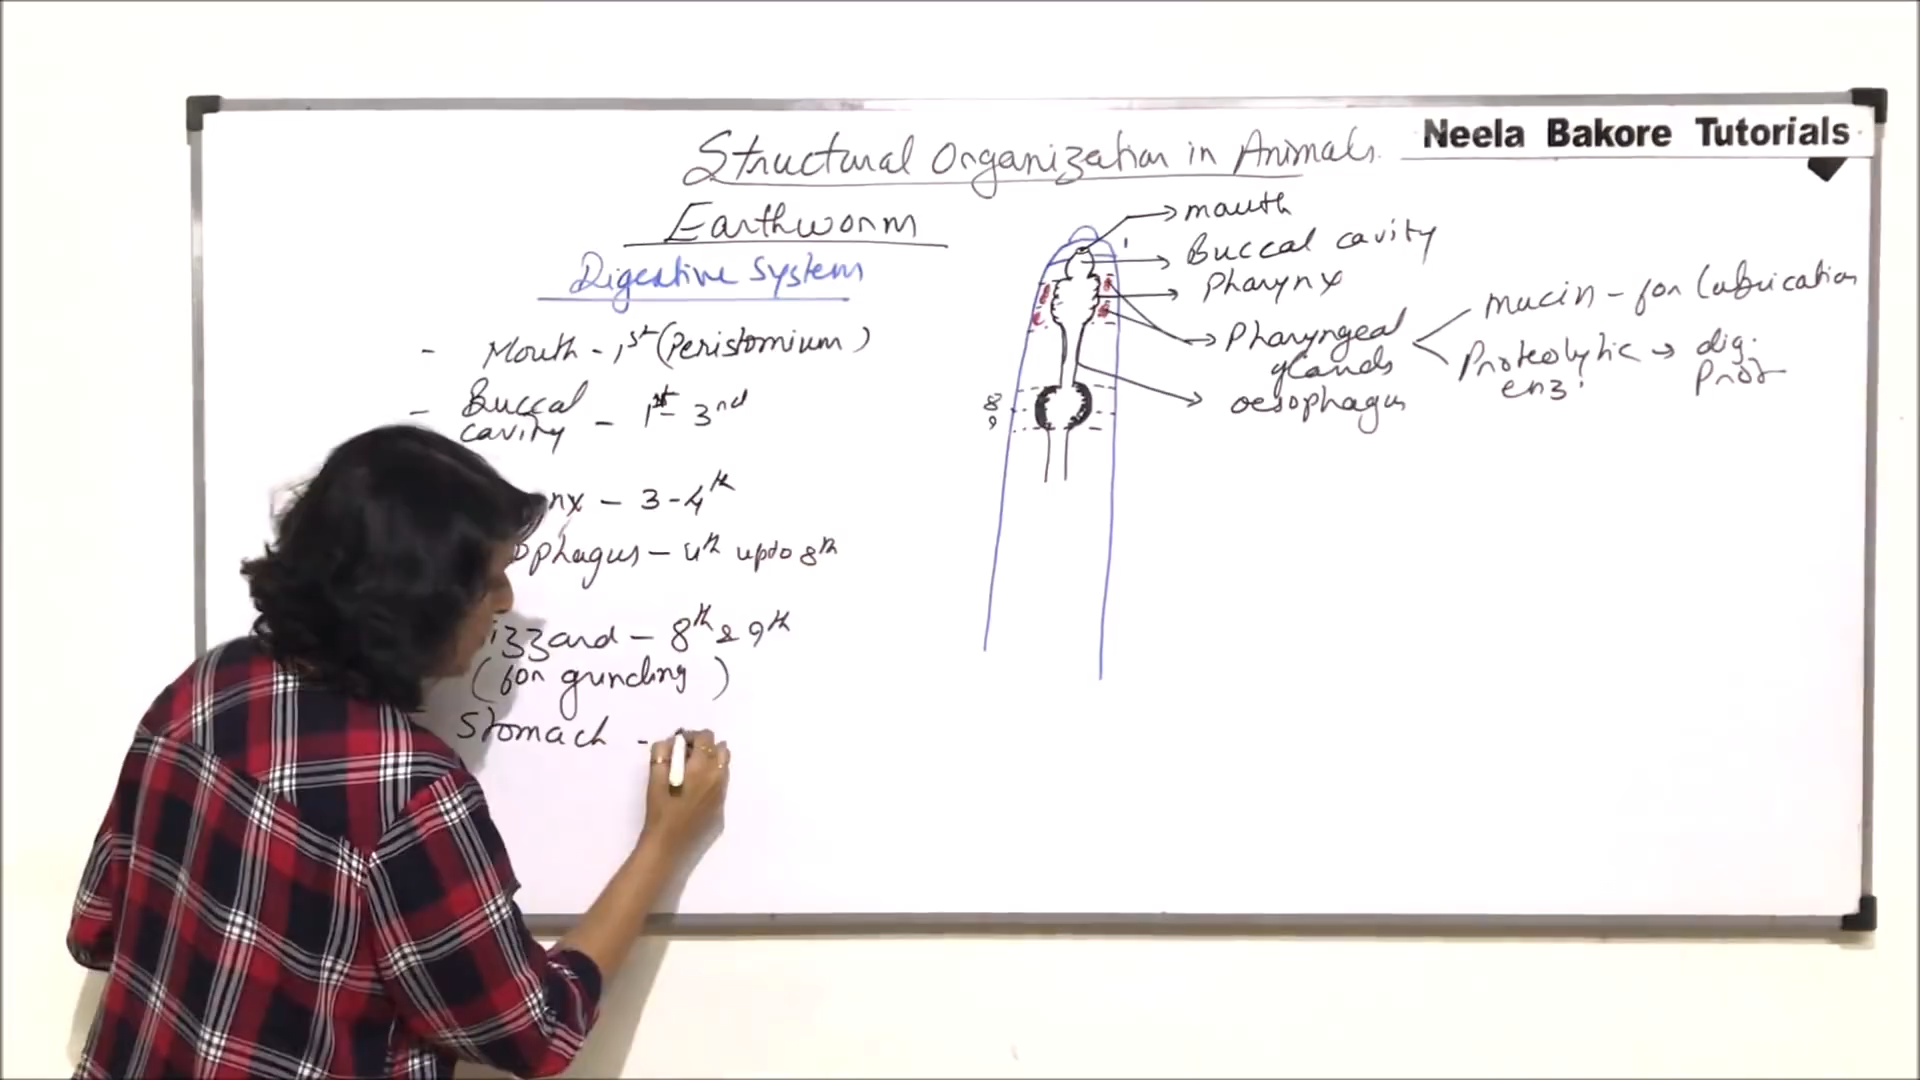 Neela Bakore Tutorials
Structural Organization in Animals
Earthworm
Digestive System
- Mouth - 1st (Peristomium)
- Buccal cavity - 1st - 3rd
nx - 3-4th
ophagus - 4th upto 8th
izzard - 8th & 9th
(for grinding)
Stomach -
mouth
Buccal cavity
Pharynx
Pharyngeal glands
mucin - for lubrication
Proteolytic enz. → dig. Prot
oesophagus
1
8
9